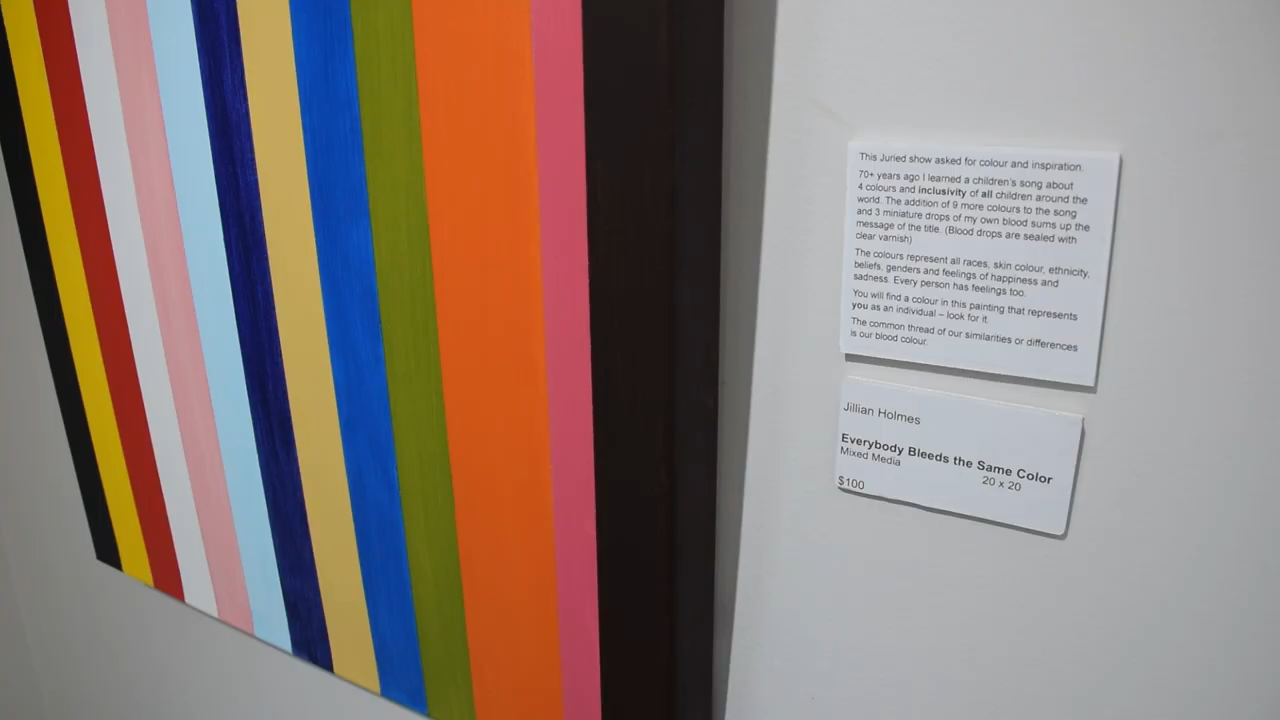 This Juried show asked for colour and inspiration.
70+ years ago I learned a children's song about
4 colours and inclusivity of all children around the
world. The addition of 9 more colours to the song
and 3 miniature drops of my own blood sums up the
message of the title. (Blood drops are sealed with
clear varnish)
The colours represent all races, skin colour, ethnicity,
beliefs, genders and feelings of happiness and
sadness. Every person has feelings too.
You will find a colour in this painting that represents
you as an individual – look for it.
The common thread of our similarities or differences
is our blood colour.
Jillian Holmes
Everybody Bleeds the Same Color
Mixed Media
20 x 20
$100